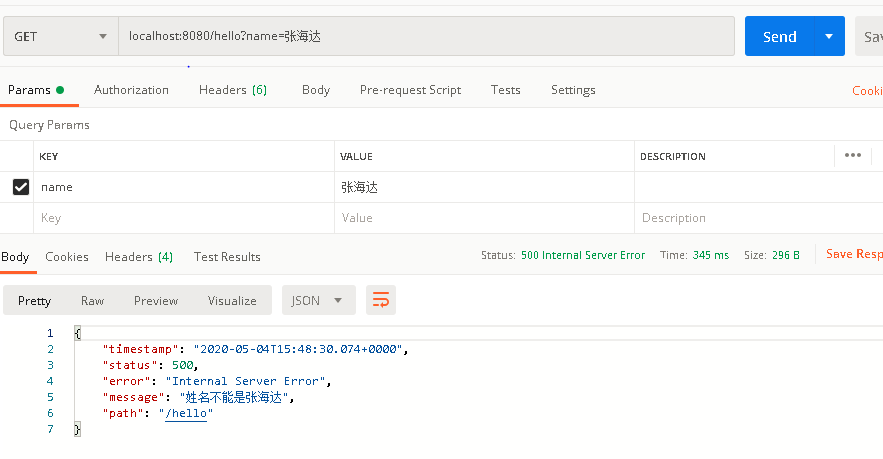 GET localhost:8080/hello?name=张海达 Send Sav
Params Authorization Headers (6) Body Pre-request Script Tests Settings Cooki
Query Params
KEY VALUE DESCRIPTION •••
name 张海达
Key Value Description
Body Cookies Headers (4) Test Results Status: 500 Internal Server Error Time: 345 ms Size: 296 B Save Resp
Pretty Raw Preview Visualize JSON
1 {
2 "timestamp": "2020-05-04T15:48:30.074+0000",
3 "status": 500,
4 "error": "Internal Server Error",
5 "message": "姓名不能是张海达",
6 "path": "/hello"
7 }